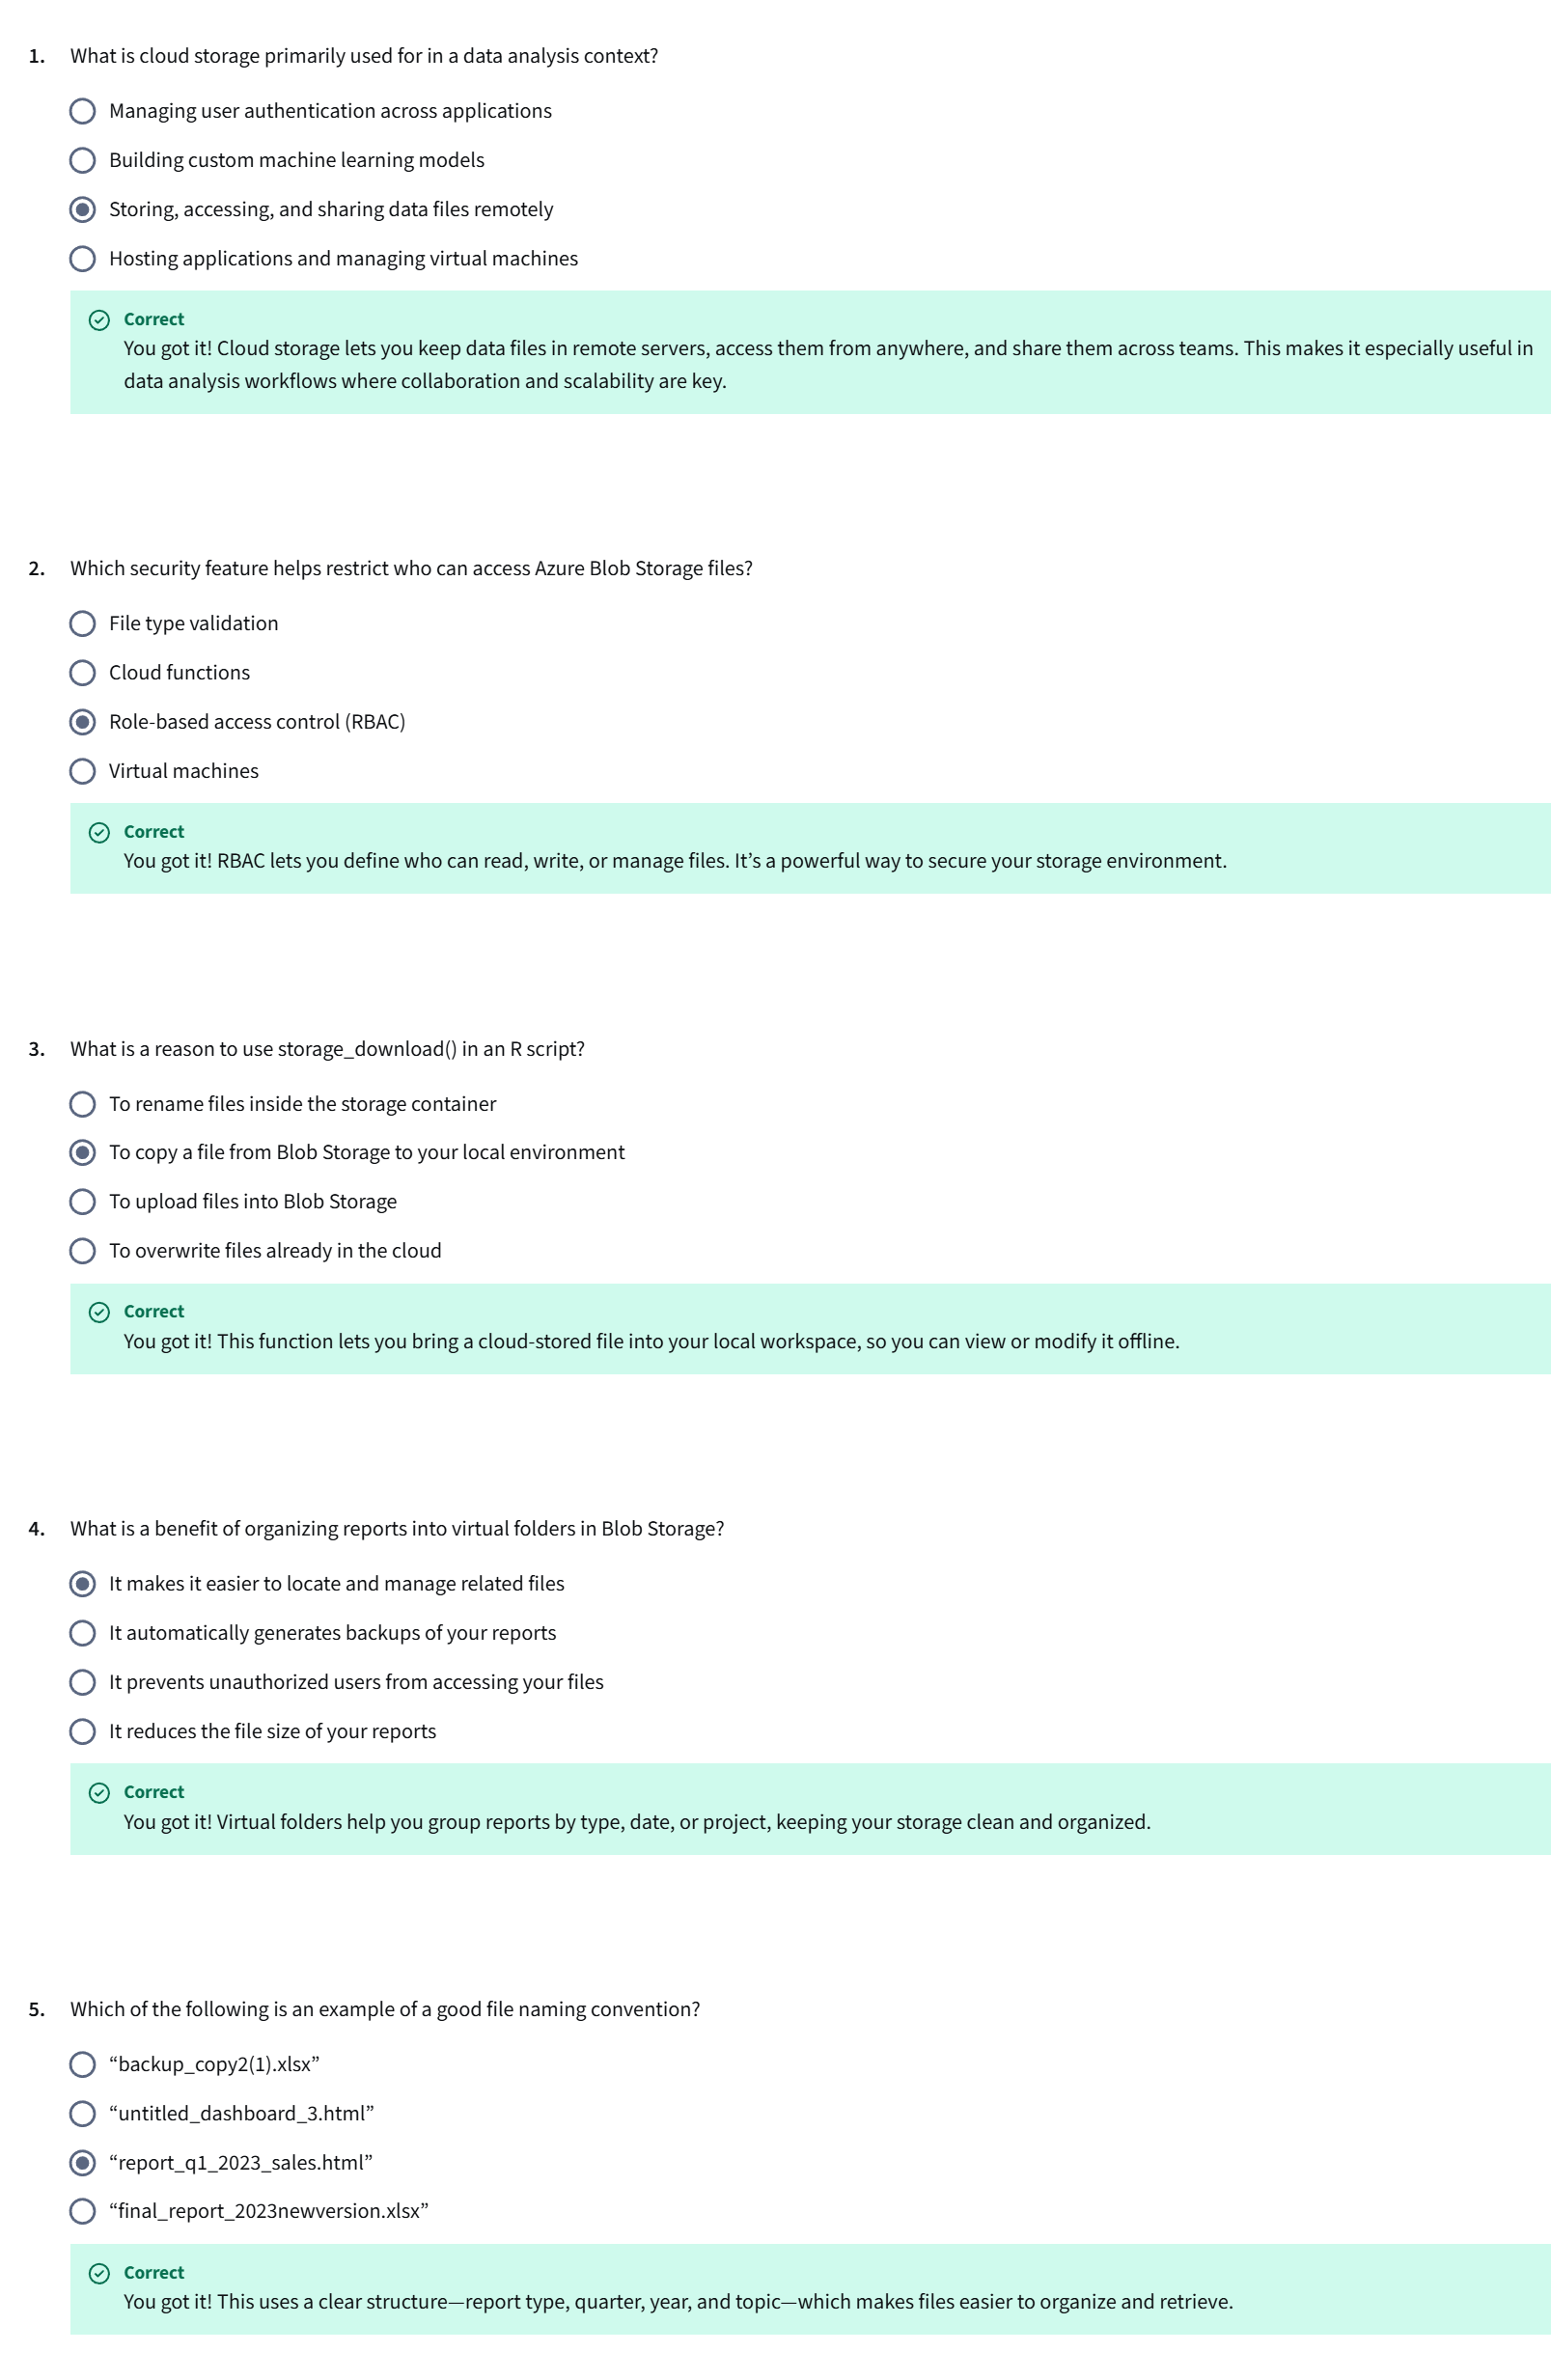 1. What is cloud storage primarily used for in a data analysis context?
Managing user authentication across applications
Building custom machine learning models
Storing, accessing, and sharing data files remotely
Hosting applications and managing virtual machines
Correct
You got it! Cloud storage lets you keep data files in remote servers, access them from anywhere, and share them across teams. This makes it especially useful in
data analysis workflows where collaboration and scalability are key.
2. Which security feature helps restrict who can access Azure Blob Storage files?
File type validation
Cloud functions
Role-based access control (RBAC)
Virtual machines
Correct
You got it! RBAC lets you define who can read, write, or manage files. It’s a powerful way to secure your storage environment.
3. What is a reason to use storage_download() in an R script?
To rename files inside the storage container
To copy a file from Blob Storage to your local environment
To upload files into Blob Storage
To overwrite files already in the cloud
Correct
You got it! This function lets you bring a cloud-stored file into your local workspace, so you can view or modify it offline.
4. What is a benefit of organizing reports into virtual folders in Blob Storage?
It makes it easier to locate and manage related files
It automatically generates backups of your reports
It prevents unauthorized users from accessing your files
It reduces the file size of your reports
Correct
You got it! Virtual folders help you group reports by type, date, or project, keeping your storage clean and organized.
5. Which of the following is an example of a good file naming convention?
“backup_copy2(1).xlsx”
“untitled_dashboard_3.html”
“report_q1_2023_sales.html”
“final_report_2023newversion.xlsx”
Correct
You got it! This uses a clear structure—report type, quarter, year, and topic—which makes files easier to organize and retrieve.